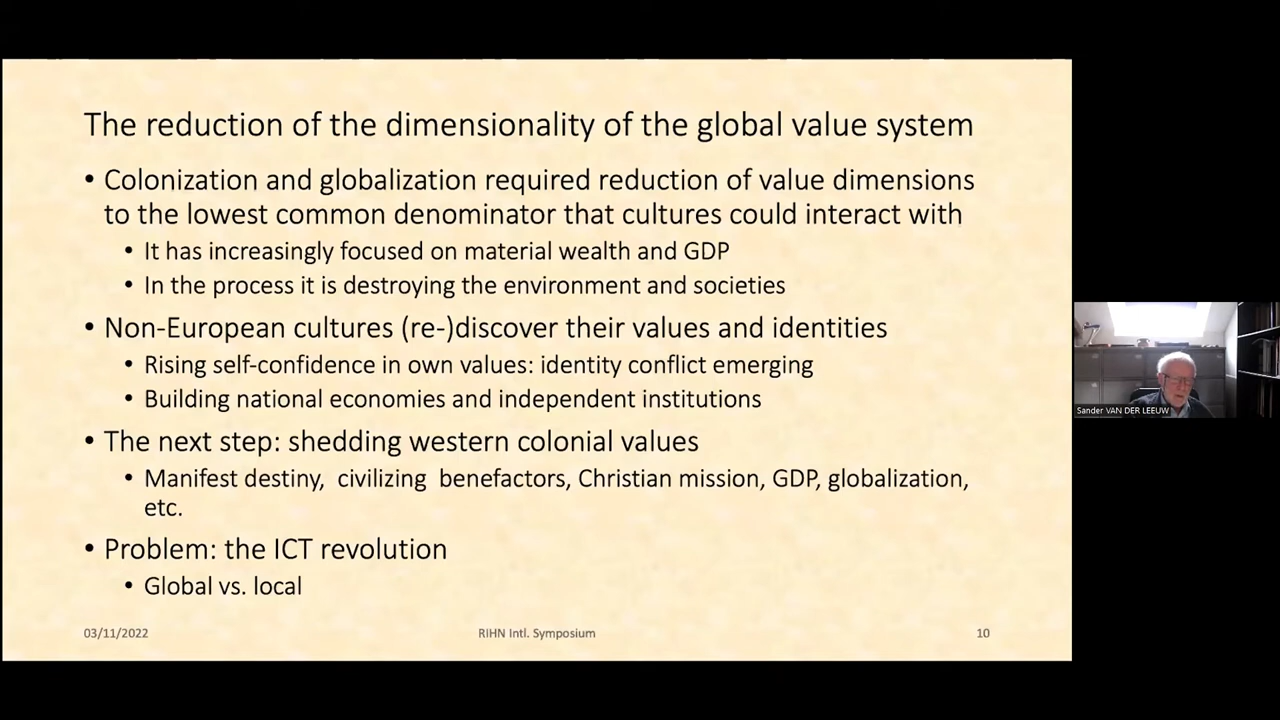 The reduction of the dimensionality of the global value system
• Colonization and globalization required reduction of value dimensions
to the lowest common denominator that cultures could interact with
• It has increasingly focused on material wealth and GDP
• In the process it is destroying the environment and societies
• Non-European cultures (re-)discover their values and identities
• Rising self-confidence in own values: identity conflict emerging
• Building national economies and independent institutions
• The next step: shedding western colonial values
• Manifest destiny, civilizing benefactors, Christian mission, GDP, globalization,
etc.
• Problem: the ICT revolution
• Global vs. local
03/11/2022
RIHN Intl. Symposium
10
Sander VAN DER LEEUW